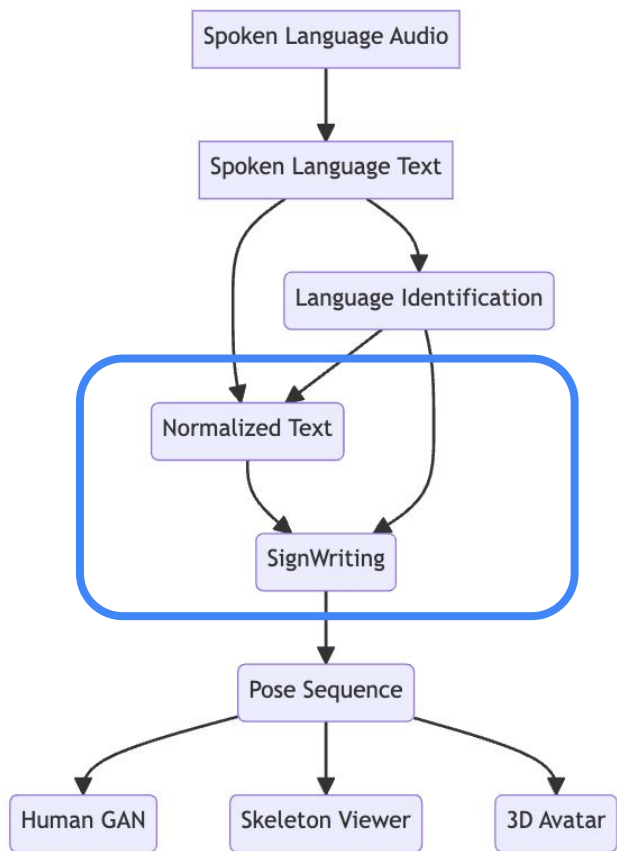 Spoken Language Audio
Spoken Language Text
Language Identification
Normalized Text
SignWriting
Pose Sequence
Human GAN
Skeleton Viewer
3D Avatar